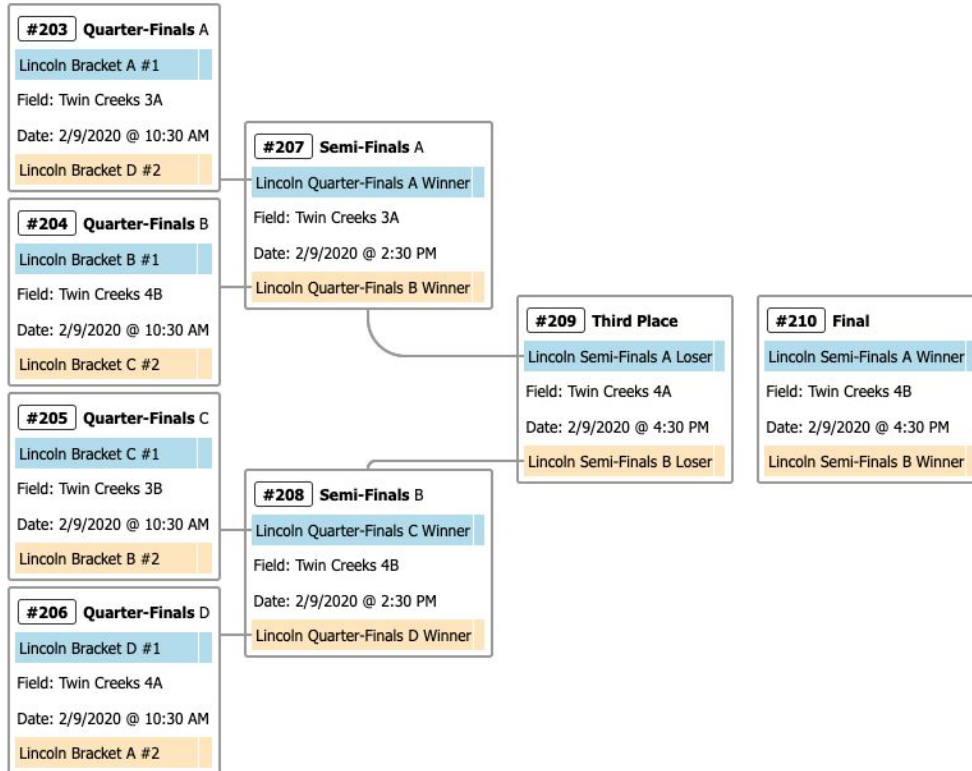 #203 Quarter-Finals A
Lincoln Bracket A #1
Field: Twin Creeks 3A
Date: 2/9/2020 @ 10:30 AM
Lincoln Bracket D #2
#204 Quarter-Finals B
Lincoln Bracket B #1
Field: Twin Creeks 4B
Date: 2/9/2020 @ 10:30 AM
Lincoln Bracket C #2
#205 Quarter-Finals C
Lincoln Bracket C #1
Field: Twin Creeks 3B
Date: 2/9/2020 @ 10:30 AM
Lincoln Bracket B #2
#206 Quarter-Finals D
Lincoln Bracket D #1
Field: Twin Creeks 4A
Date: 2/9/2020 @ 10:30 AM
Lincoln Bracket A #2
#207 Semi-Finals A
Lincoln Quarter-Finals A Winner
Field: Twin Creeks 3A
Date: 2/9/2020 @ 2:30 PM
Lincoln Quarter-Finals B Winner
#208 Semi-Finals B
Lincoln Quarter-Finals C Winner
Field: Twin Creeks 4B
Date: 2/9/2020 @ 2:30 PM
Lincoln Quarter-Finals D Winner
#209 Third Place
Lincoln Semi-Finals A Loser
Field: Twin Creeks 4A
Date: 2/9/2020 @ 4:30 PM
Lincoln Semi-Finals B Loser
#210 Final
Lincoln Semi-Finals A Winner
Field: Twin Creeks 4B
Date: 2/9/2020 @ 4:30 PM
Lincoln Semi-Finals B Winner